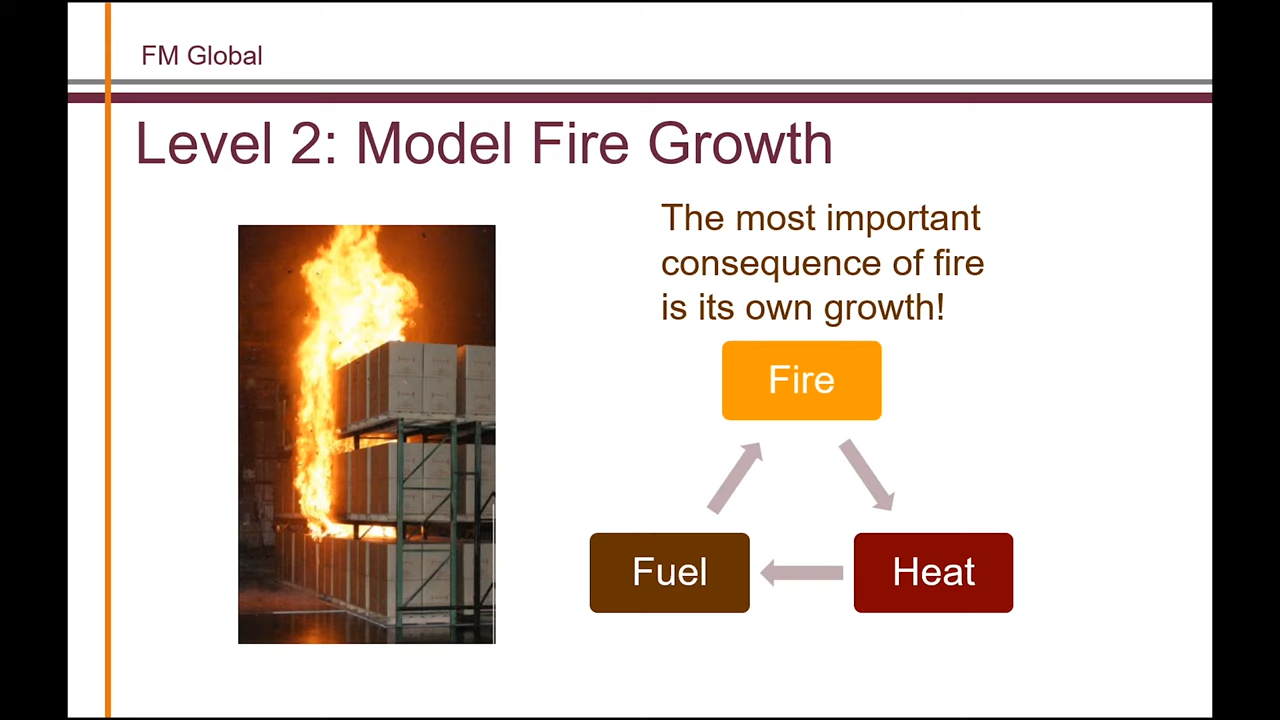 FM Global
Level 2: Model Fire Growth
The most important
consequence of fire
is its own growth!
Fire
Fuel
Heat